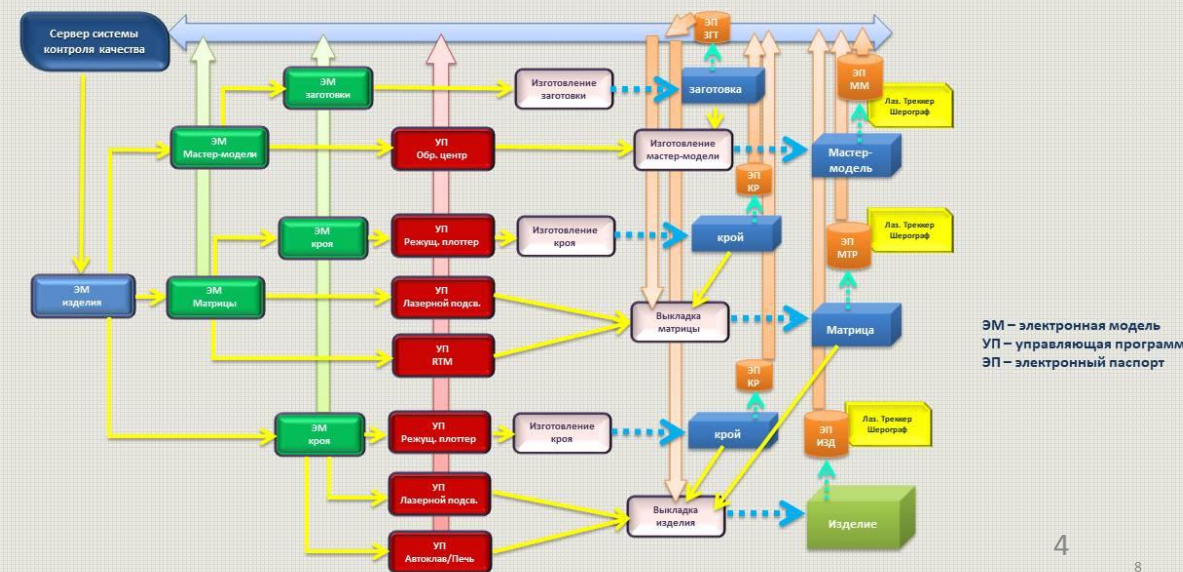 Сервер системы
контроля качества
ЭП
ЗГТ
ЭМ
заготовки
Изготовление
заготовки
заготовка
ЭП
ММ
Лаз. Треккер
Шерограф
ЭМ
Мастер-модели
УП
Обр. центр
Изготовление
мастер-модели
Мастер-
модель
ЭП
КР
ЭМ
кроя
УП
Режущ. плоттер
Изготовление
кроя
крой
ЭП
МТР
Лаз. Треккер
Шерограф
ЭМ
изделия
ЭМ
Матрицы
УП
Лазерной подсв.
Выкладка
матрицы
Матрица
УП
RTM
ЭМ – электронная модель
УП – управляющая программ
ЭП – электронный паспорт
ЭП
КР
ЭМ
кроя
УП
Режущ. плоттер
Изготовление
кроя
крой
ЭП
ИЗД
Лаз. Треккер
Шерограф
УП
Лазерной подсв.
Выкладка
изделия
Изделие
УП
Автоклав/Печь
4
8